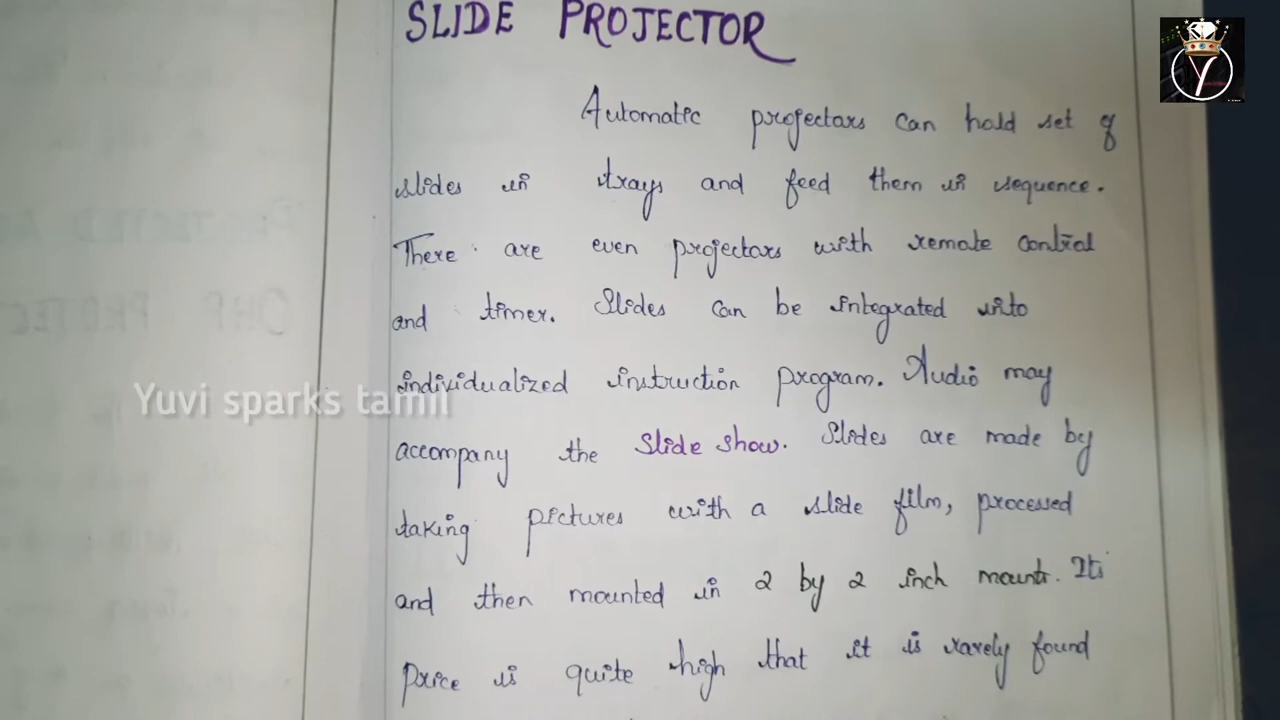 SLIDE PROJECTOR
Automatic projectors can hold set of
slides in trays and feed them in sequence.
There are even projectors with remote control
and timer. Slides can be integrated into
individualized instruction program. Audio may
Yuvi sparks tamil
accompany the Slide show. Slides are made by
taking pictures with a slide film, processed
and then mounted in 2 by 2 inch mount. Its
price is quite high that it is rarely found
Y